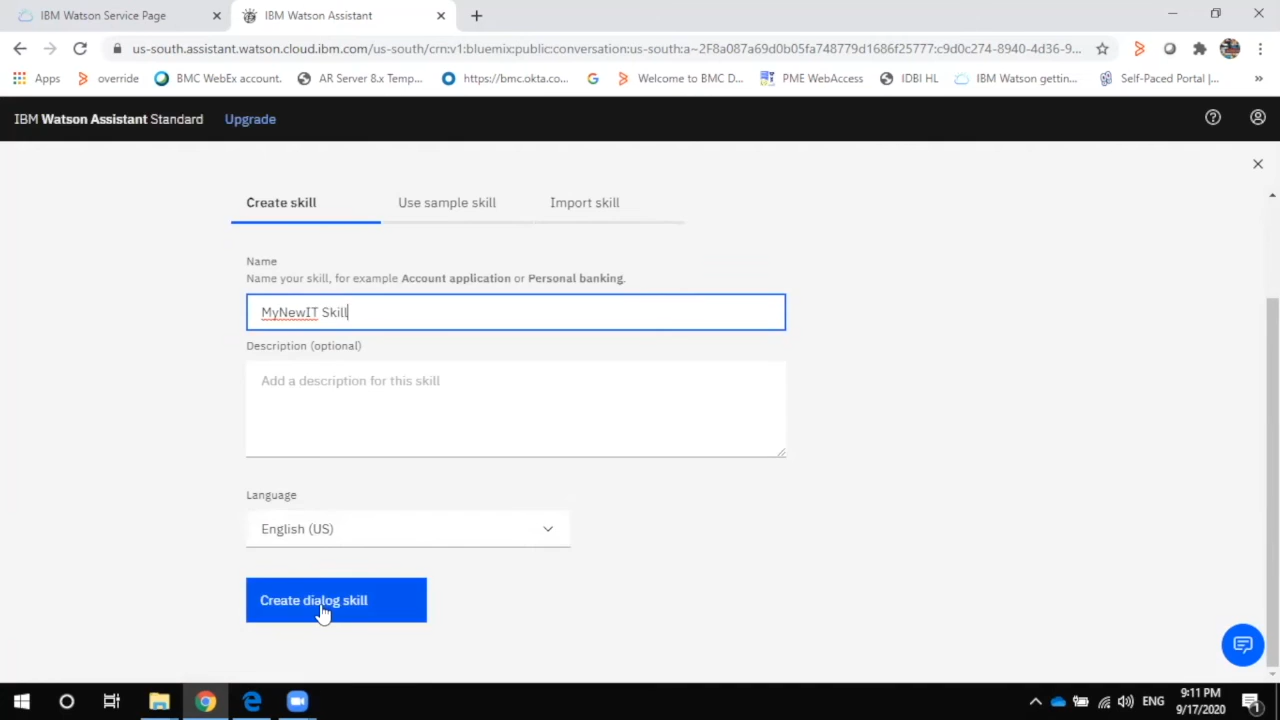 IBM Watson Service Page
IBM Watson Assistant
us-south.assistant.watson.cloud.ibm.com/us-south/crn:v1:bluemix:public:conversation:us-south:a~2F8a087a69d0b05fa748779d1686f25777:c9d0c274-8940-4d36-9...
Apps override BMC WebEx account. AR Server 8.x Temp... https://bmc.okta.co... Welcome to BMC D... PME WebAccess IDBI HL IBM Watson gettin... Self-Paced Portal |... »
IBM Watson Assistant Standard Upgrade
Create skill Use sample skill Import skill
Name
Name your skill, for example Account application or Personal banking.
MyNewIT Skill
Description (optional)
Add a description for this skill
Language
English (US)
Create dialog skill
ENG
9:11 PM
9/17/2020
1